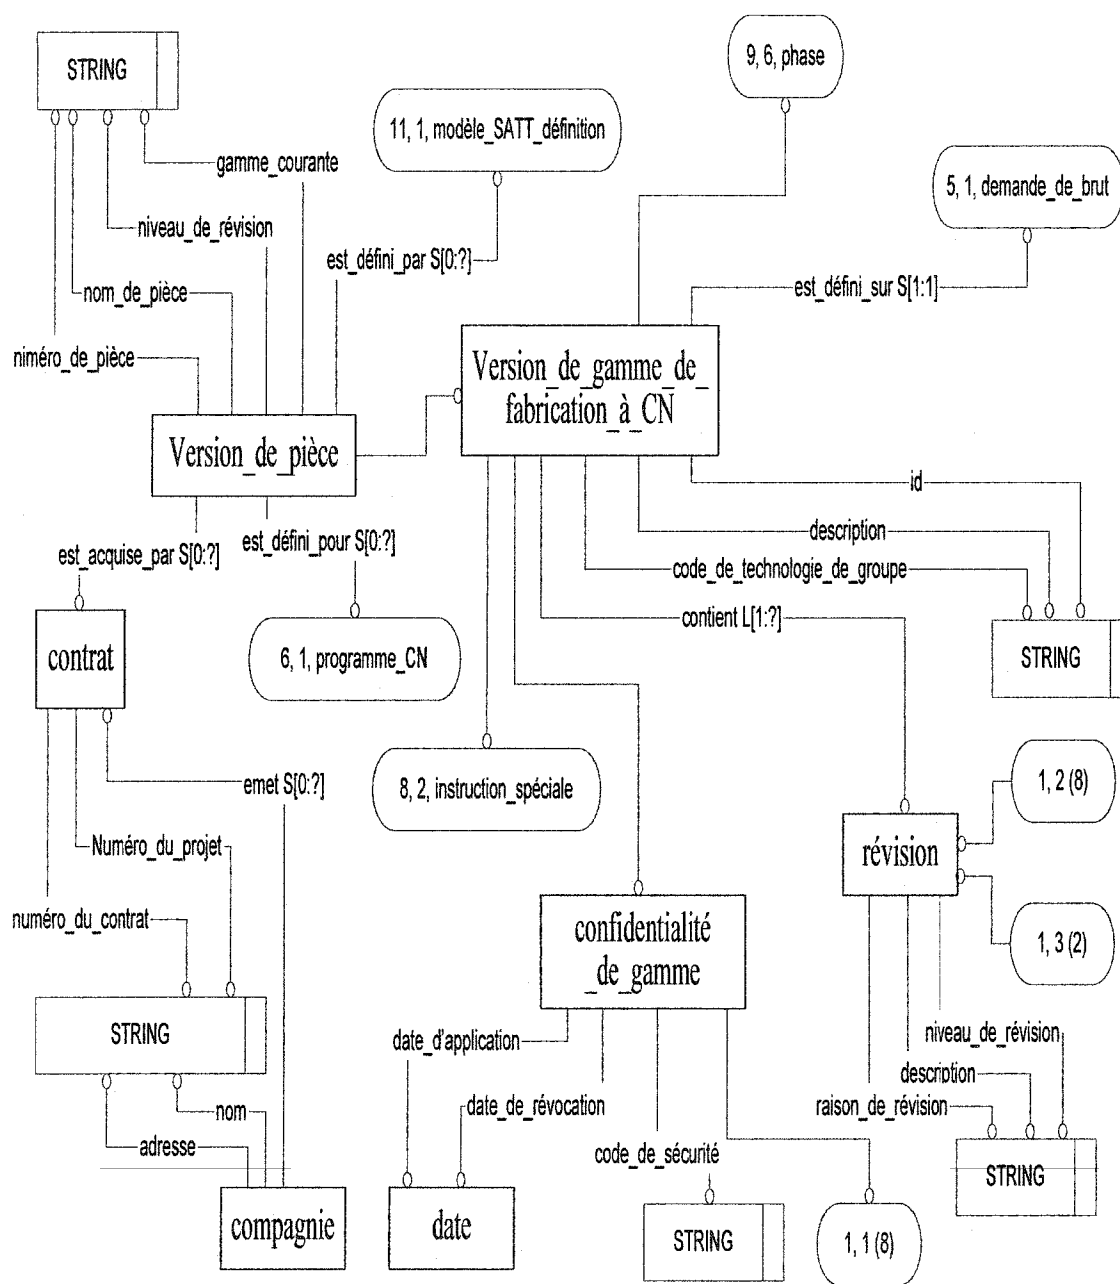 STRING
9, 6, phase
11, 1, modèle_SATT_définition
gamme_courante
5, 1, demande_de_brut
niveau_de_révision
est_défini_par S[0:?]
nom_de_pièce
est_défini_sur S[1:1]
niméro_de_pièce
Version_de_gamme_de_
fabrication_à_CN
Version_de_pièce
id
description
est_acquise_par S[0:?]
est_défini_pour S[0:?]
code_de_technologie_de_groupe
contient L[1:?]
contrat
6, 1, programme_CN
STRING
emet S[0:?]
8, 2, instruction_spéciale
1, 2 (8)
Numéro_du_projet
révision
numéro_du_contrat
confidentialité
_de_gamme
1, 3 (2)
STRING
date_d'application
niveau_de_révision
description
nom
date_de_révocation
raison_de_révision
adresse
code_de_sécurité
STRING
compagnie
date
STRING
1, 1 (8)